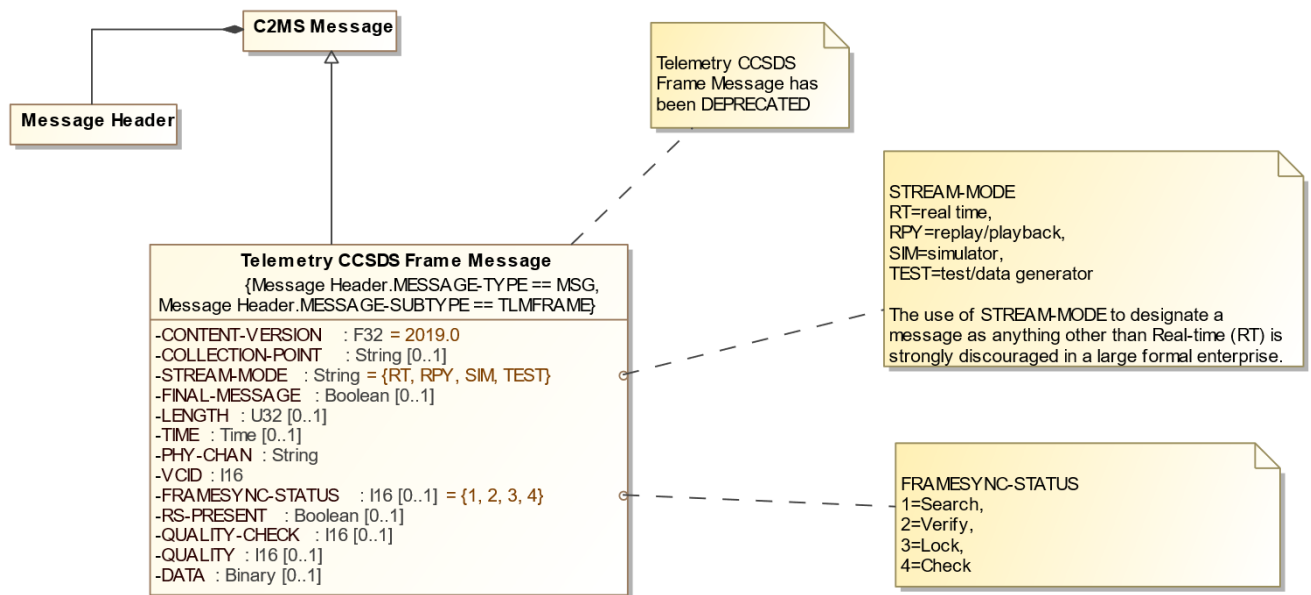 C2MS Message
Message Header
Telemetry CCSDS
Frame Message has
been DEPRECATED
STREAM-MODE
RT=real time,
RPY=replay/playback,
SIM=simulator,
TEST=test/data generator
The use of STREAM-MODE to designate a
message as anything other than Real-time (RT) is
strongly discouraged in a large formal enterprise.
Telemetry CCSDS Frame Message
{Message Header.MESSAGE-TYPE == MSG,
Message Header.MESSAGE-SUBTYPE == TLMFRAME}
-CONTENT-VERSION : F32 = 2019.0
-COLLECTION-POINT : String [0..1]
-STREAM-MODE : String = {RT, RPY, SIM, TEST}
-FINAL-MESSAGE : Boolean [0..1]
-LENGTH : U32 [0..1]
-TIME : Time [0..1]
-PHY-CHAN : String
-VCID : I16
-FRAMESYNC-STATUS : I16 [0..1] = {1, 2, 3, 4}
-RS-PRESENT : Boolean [0..1]
-QUALITY-CHECK : I16 [0..1]
-QUALITY : I16 [0..1]
-DATA : Binary [0..1]
FRAMESYNC-STATUS
1=Search,
2=Verify,
3=Lock,
4=Check